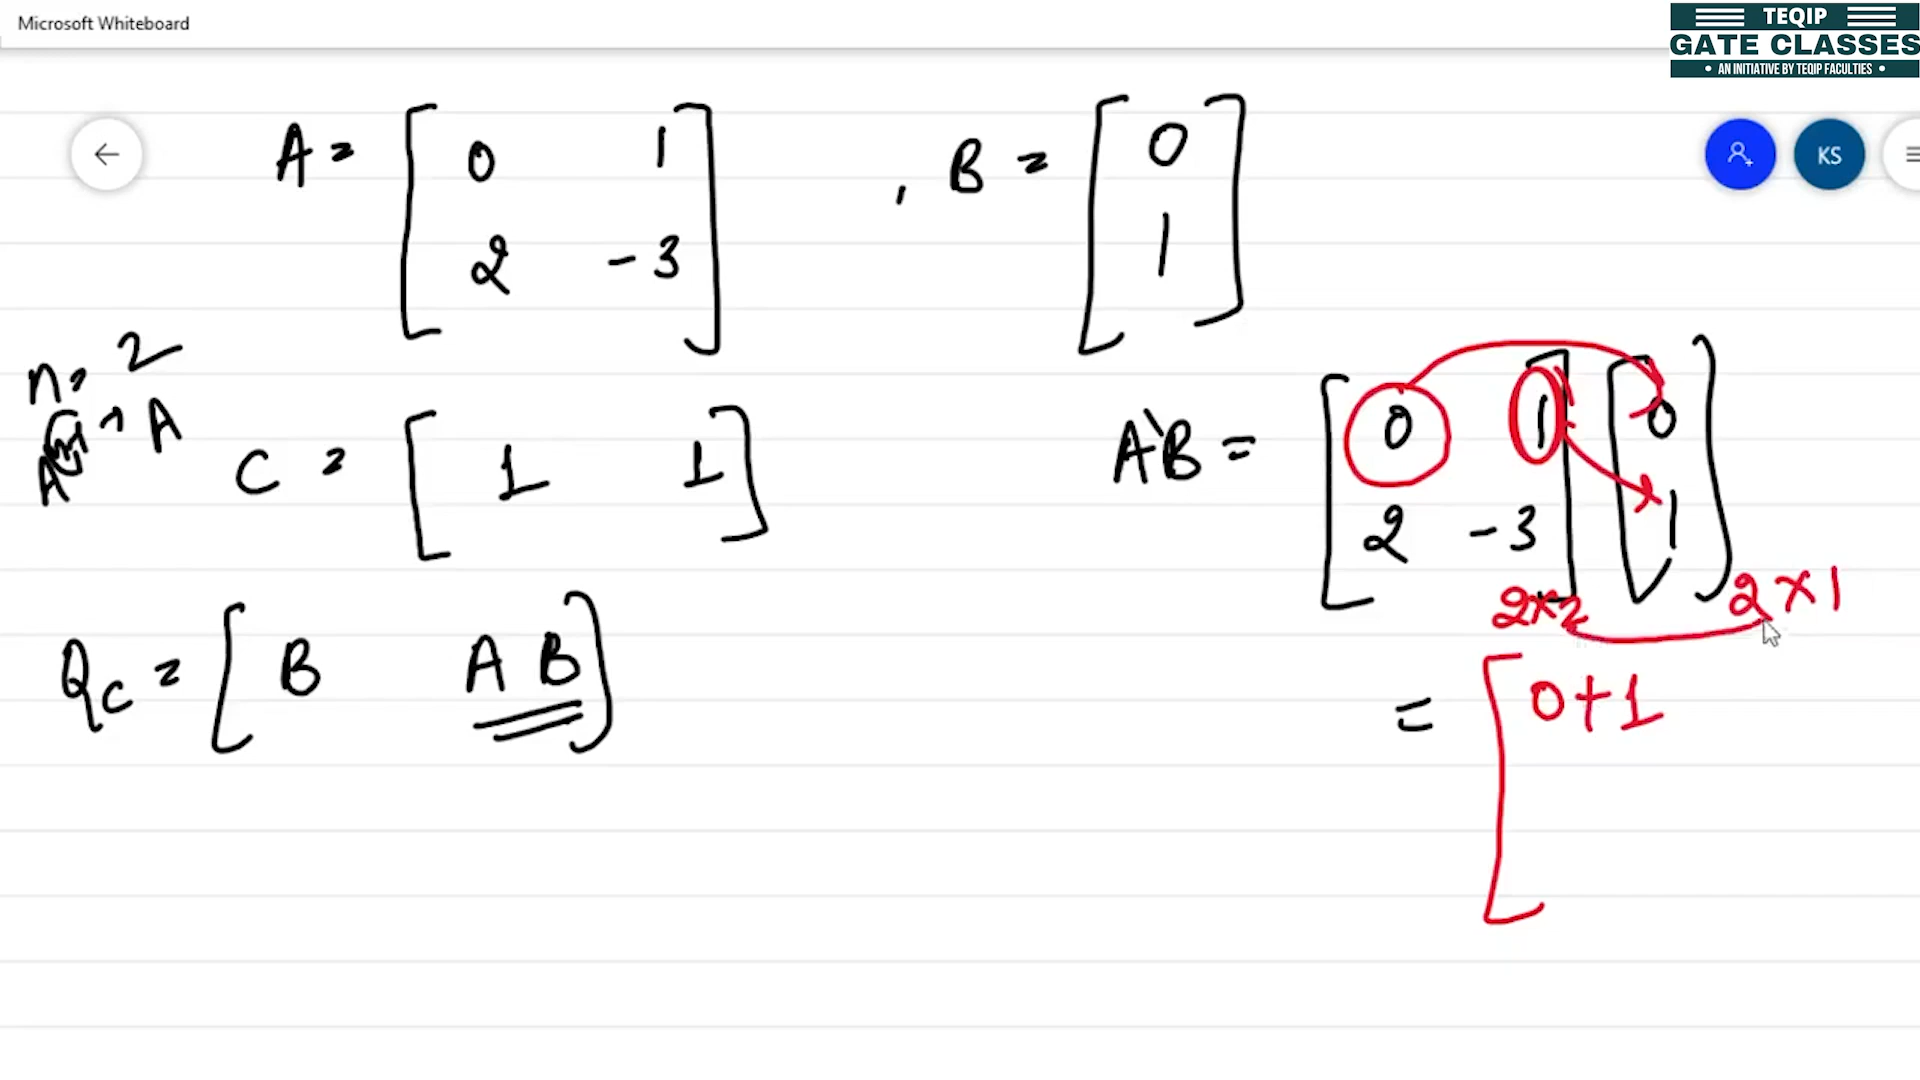 Microsoft Whiteboard
TEQIP
GATE CLASSES
• AN INITIATIVE BY TEQIP FACULTIES •
KS
A = [ 0 1
2 -3 ] , B = [ 0
1 ]
n = 2
A
C = [ 1 1 ]
A'B = [ 0 1
2 -3 ] [ 0
1 ]
2×2 2×1
Qc = [ B AB ]
= [ 0+1